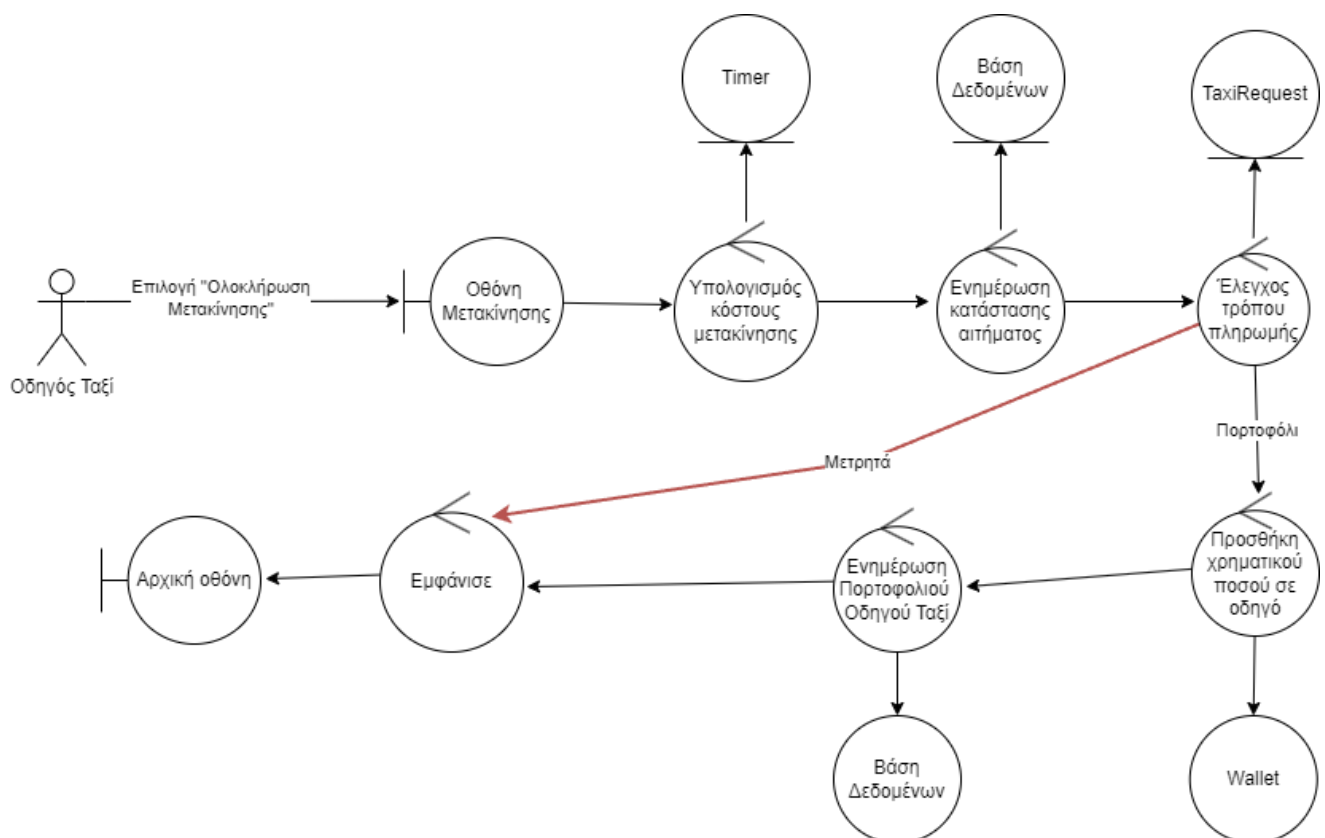 Timer
Βάση
Δεδομένων
TaxiRequest
Επιλογή "Ολοκλήρωση
Μετακίνησης"
Οδηγός Ταξί
Οθόνη
Μετακίνησης
Υπολογισμός
κόστους
μετακίνησης
Ενημέρωση
κατάστασης
αιτήματος
Έλεγχος
τρόπου
πληρωμής
Πορτοφόλι
Μετρητά
Αρχική οθόνη
Εμφάνισε
Ενημέρωση
Πορτοφολιού
Οδηγού Ταξί
Προσθήκη
χρηματικού
ποσού σε
οδηγό
Βάση
Δεδομένων
Wallet